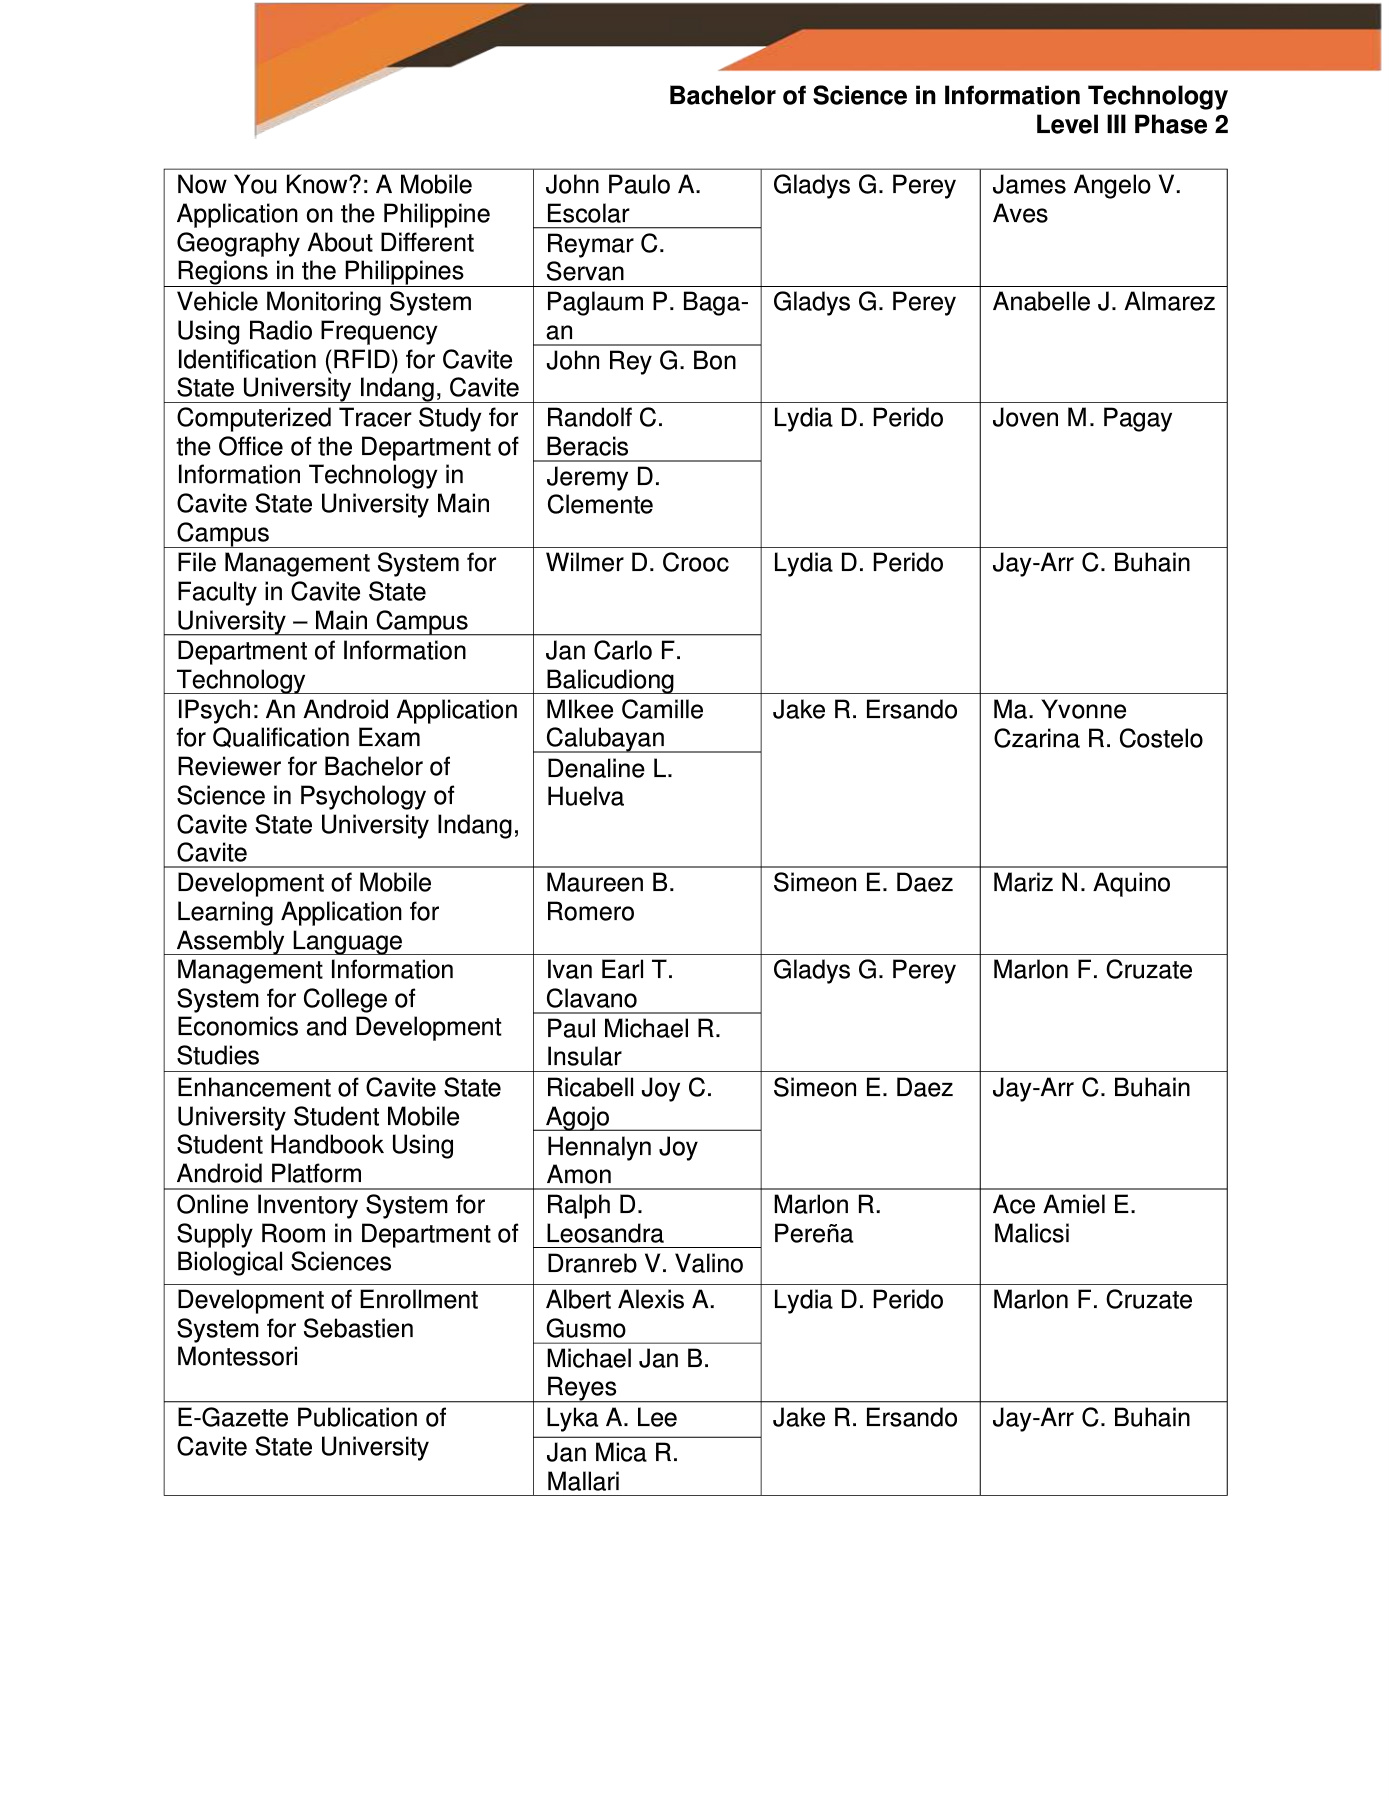 Bachelor of Science in Information Technology
Level III Phase 2
Now You Know?: A Mobile
Application on the Philippine
Geography About Different
Regions in the Philippines
John Paulo A.
Escolar
Reymar C.
Servan
Gladys G. Perey
James Angelo V.
Aves
Vehicle Monitoring System
Using Radio Frequency
Identification (RFID) for Cavite
State University Indang, Cavite
Paglaum P. Baga-
an
John Rey G. Bon
Gladys G. Perey
Anabelle J. Almarez
Computerized Tracer Study for
the Office of the Department of
Information Technology in
Cavite State University Main
Campus
Randolf C.
Beracis
Jeremy D.
Clemente
Lydia D. Perido
Joven M. Pagay
File Management System for
Faculty in Cavite State
University – Main Campus
Department of Information
Technology
Wilmer D. Crooc
Jan Carlo F.
Balicudiong
Lydia D. Perido
Jay-Arr C. Buhain
IPsych: An Android Application
for Qualification Exam
Reviewer for Bachelor of
Science in Psychology of
Cavite State University Indang,
Cavite
MIkee Camille
Calubayan
Denaline L.
Huelva
Jake R. Ersando
Ma. Yvonne
Czarina R. Costelo
Development of Mobile
Learning Application for
Assembly Language
Maureen B.
Romero
Simeon E. Daez
Mariz N. Aquino
Management Information
System for College of
Economics and Development
Studies
Ivan Earl T.
Clavano
Paul Michael R.
Insular
Gladys G. Perey
Marlon F. Cruzate
Enhancement of Cavite State
University Student Mobile
Student Handbook Using
Android Platform
Ricabell Joy C.
Agojo
Hennalyn Joy
Amon
Simeon E. Daez
Jay-Arr C. Buhain
Online Inventory System for
Supply Room in Department of
Biological Sciences
Ralph D.
Leosandra
Dranreb V. Valino
Marlon R.
Pereña
Ace Amiel E.
Malicsi
Development of Enrollment
System for Sebastien
Montessori
Albert Alexis A.
Gusmo
Michael Jan B.
Reyes
Lydia D. Perido
Marlon F. Cruzate
E-Gazette Publication of
Cavite State University
Lyka A. Lee
Jan Mica R.
Mallari
Jake R. Ersando
Jay-Arr C. Buhain